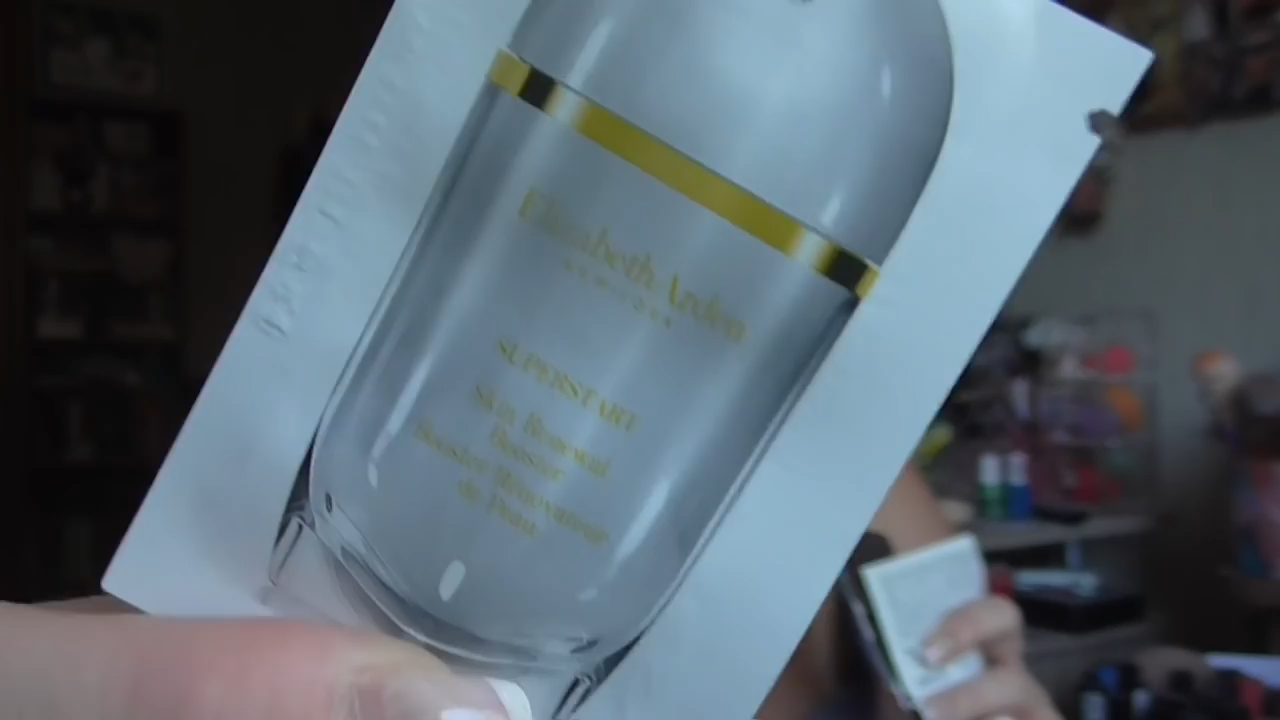 Elizabeth Arden
NEW YORK
SUPERSTART
Skin Renewal
Booster
Booster Rénovateur
de Peau